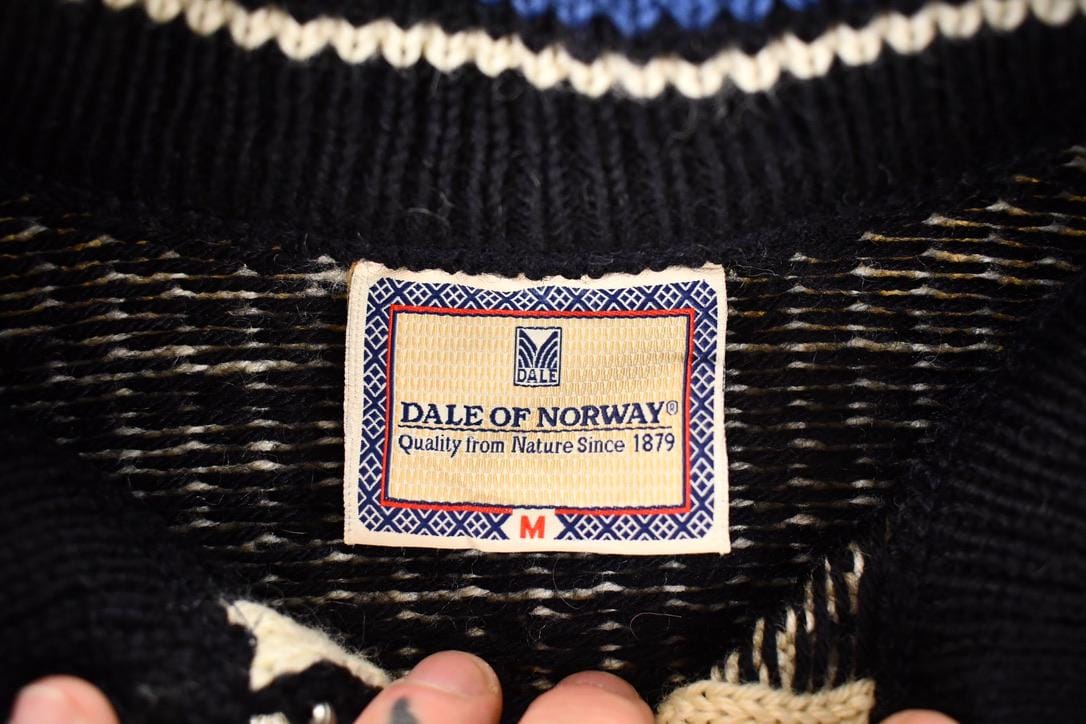 DALE
DALE OF NORWAY®
Quality from Nature Since 1879
M